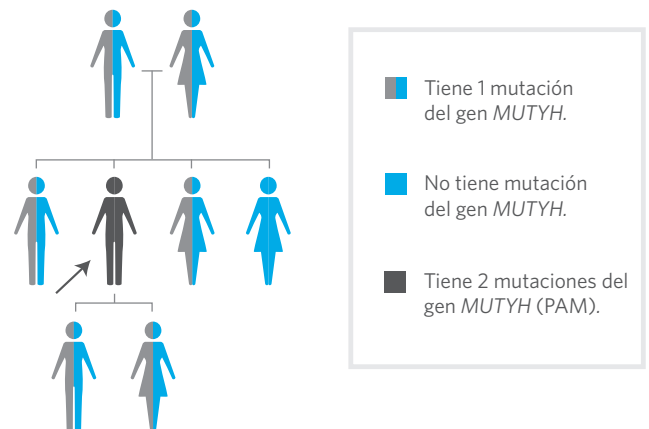 Tiene 1 mutación
del gen MUTYH.
No tiene mutación
del gen MUTYH.
Tiene 2 mutaciones del
gen MUTYH (PAM).